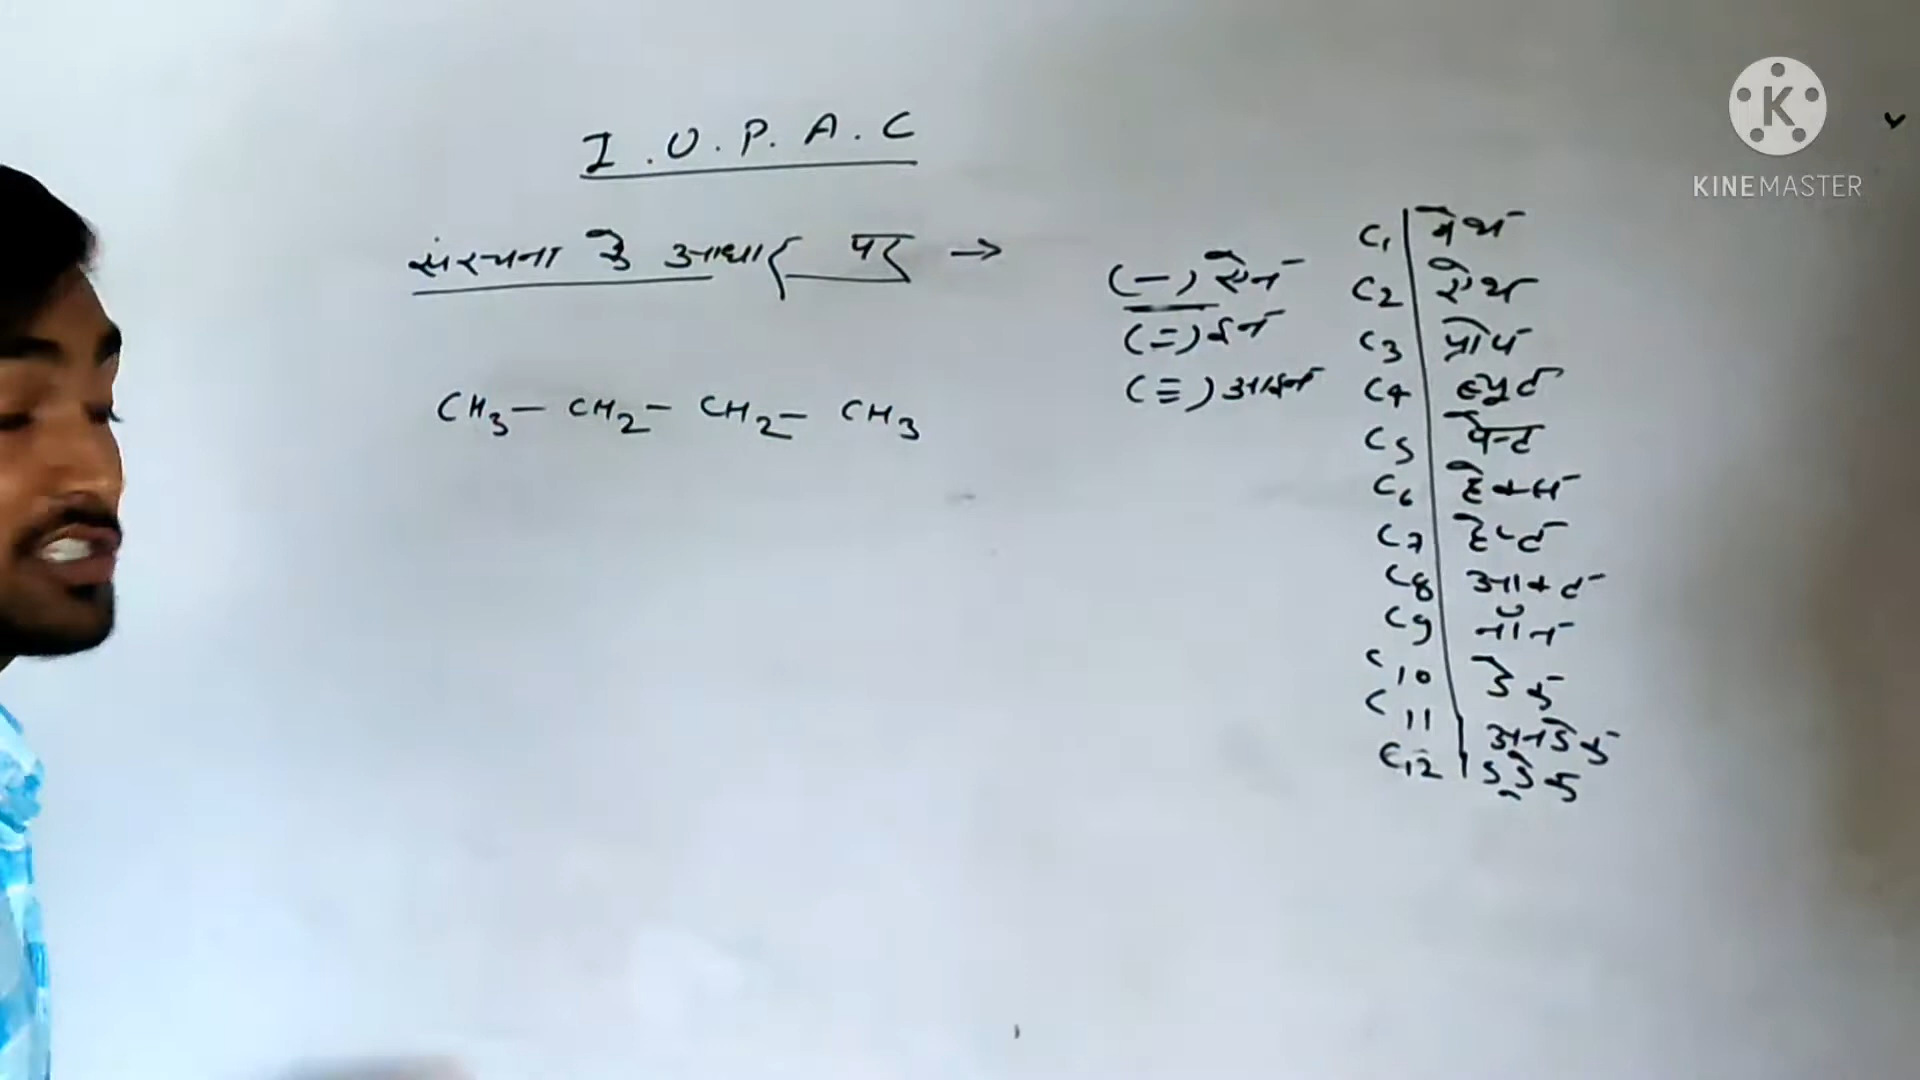 I.U.P.A.C
संरचना के आधार पर →
CH3 - CH2 - CH2 - CH3
(-) ऐन
(=) ईन
(≡) आईन
C1 मेथ
C2 ऐथ
C3 प्रोप
C4 ब्युट
C5 पेन्ट
C6 हेक्स
C7 हेप्ट
C8 आक्ट
C9 नॉन
C10 डेक
C11 अनडेक
C12 डुडेक
K
KINEMASTER